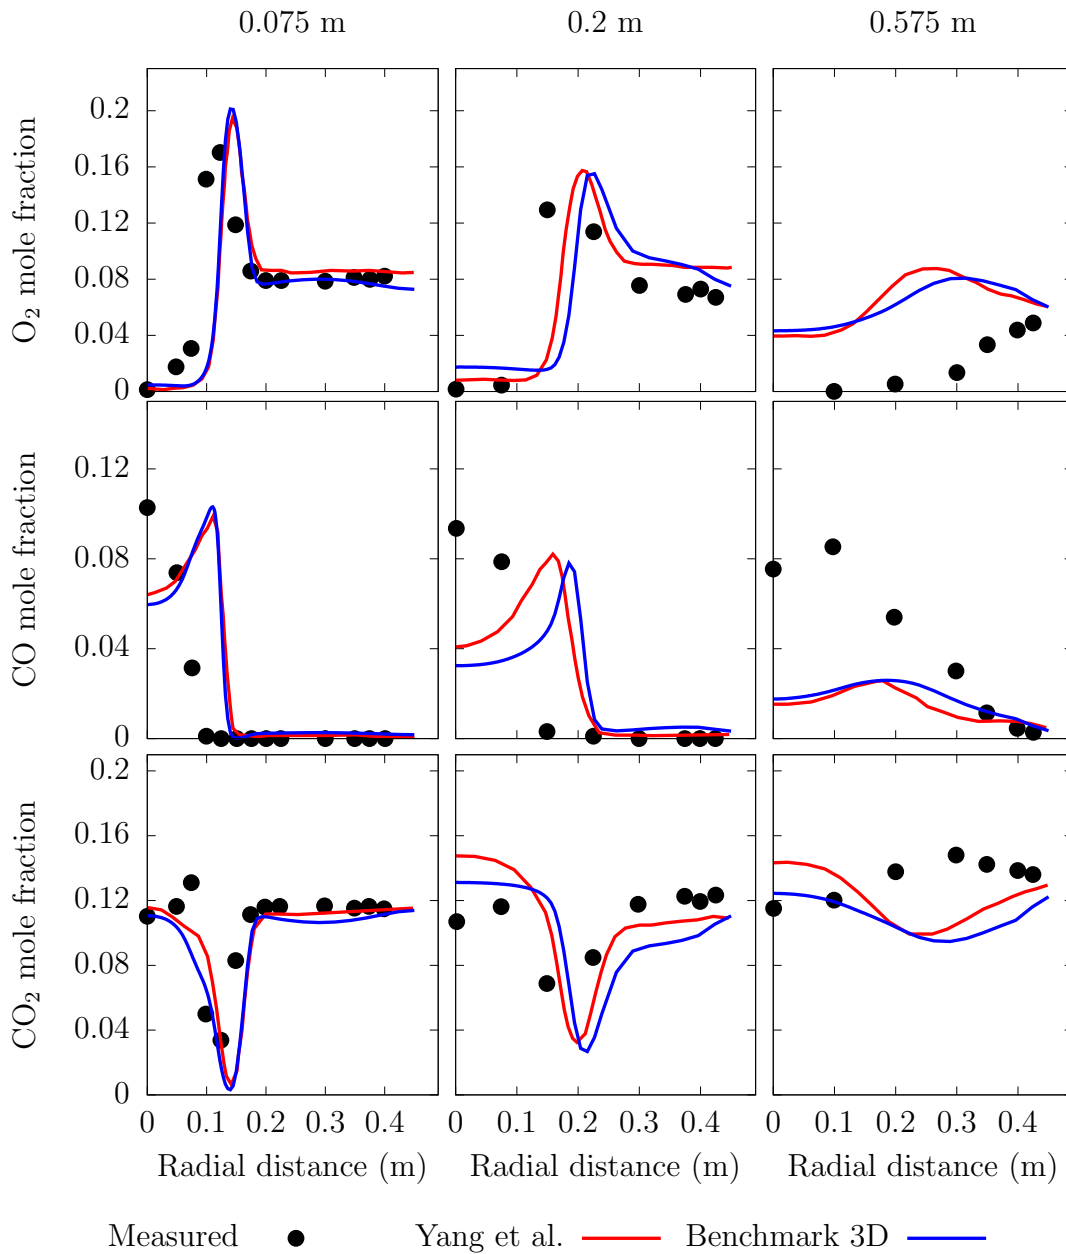 0.075 m 0.2 m 0.575 m
O₂ mole fraction
0.2
0.16
0.12
0.08
0.04
0
CO mole fraction
0.12
0.08
0.04
0
CO₂ mole fraction
0.2
0.16
0.12
0.08
0.04
0
0 0.1 0.2 0.3 0.4 0 0.1 0.2 0.3 0.4 0 0.1 0.2 0.3 0.4
Radial distance (m) Radial distance (m) Radial distance (m)
Measured Yang et al. Benchmark 3D